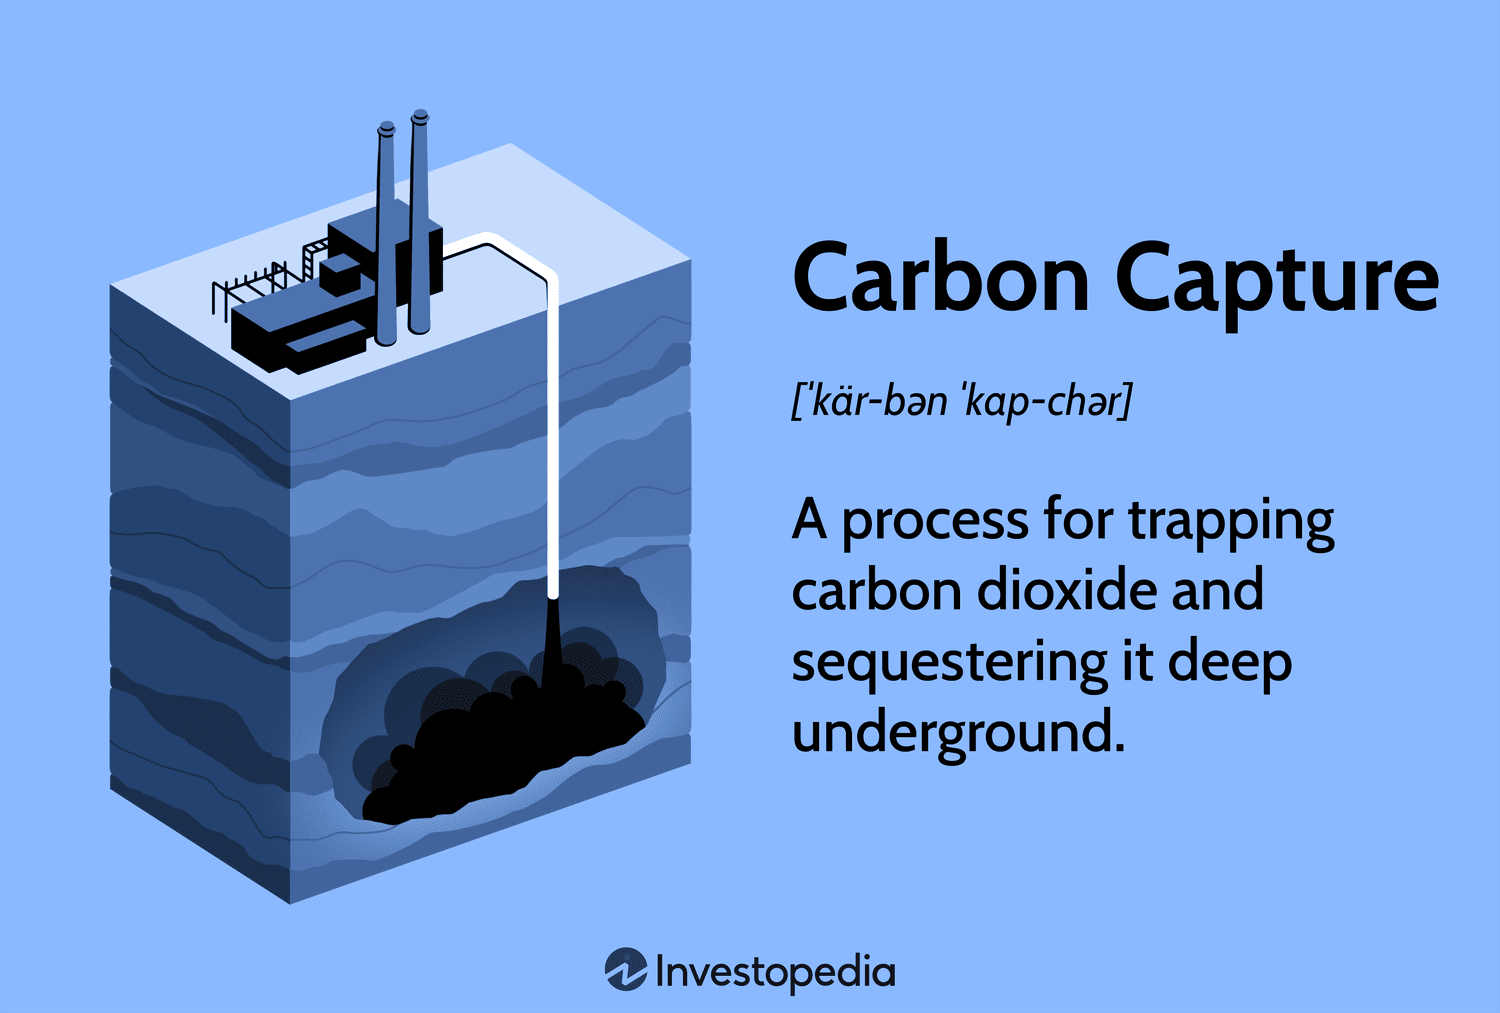 Carbon Capture
[ˈkär-bən ˈkap-chər]
A process for trapping
carbon dioxide and
sequestering it deep
underground.
Investopedia